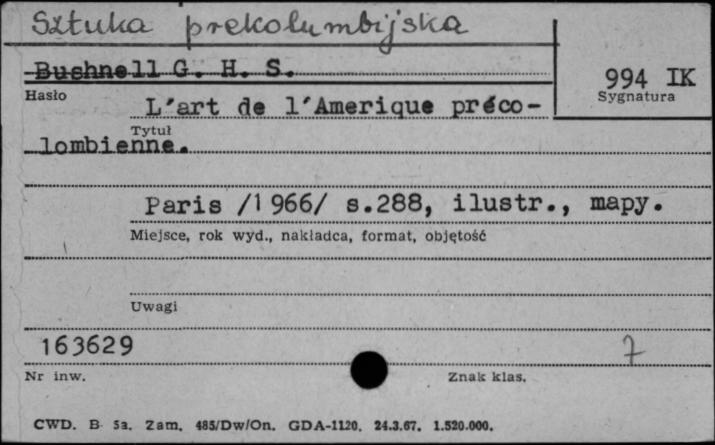 Sztuka prekolumbijska
Bushnell G. H. S.
994 IK
Hasło
Sygnatura
L'art de l'Amerique préco-
Tytuł
lombienne.
Paris /1966/ s.288, ilustr., mapy.
Miejsce, rok wyd., nakładca, format, objętość
Uwagi
163629
7
Nr inw.
Znak klas.
CWD. B 5a. Zam. 485/Dw/On. GDA-1120. 24.3.67. 1.520.000.